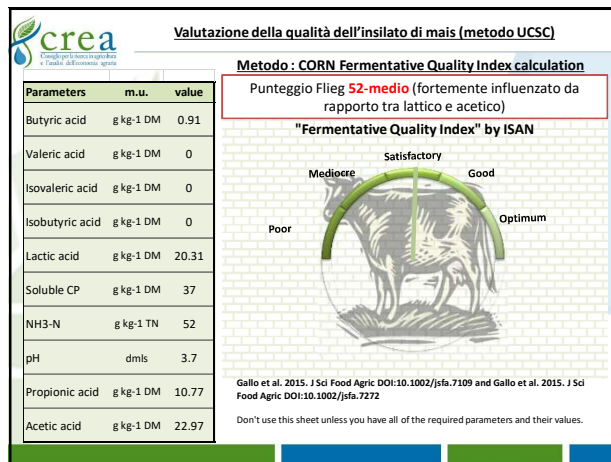 crea
Consiglio per la ricerca in agricoltura
e l'analisi dell'economia agraria
Valutazione della qualità dell'insilato di mais (metodo UCSC)
Metodo : CORN Fermentative Quality Index calculation
Punteggio Flieg 52-medio (fortemente influenzato da
rapporto tra lattico e acetico)
Parameters m.u. value
Butyric acid g kg-1 DM 0.91
Valeric acid g kg-1 DM 0
Isovaleric acid g kg-1 DM 0
Isobutyric acid g kg-1 DM 0
Lactic acid g kg-1 DM 20.31
Soluble CP g kg-1 DM 37
NH3-N g kg-1 TN 52
pH dmls 3.7
Propionic acid g kg-1 DM 10.77
Acetic acid g kg-1 DM 22.97
"Fermentative Quality Index" by ISAN
Satisfactory
Mediocre
Good
Optimum
Poor
Gallo et al. 2015. J Sci Food Agric DOI:10.1002/jsfa.7109 and Gallo et al. 2015. J Sci
Food Agric DOI:10.1002/jsfa.7272
Don't use this sheet unless you have all of the required parameters and their values.